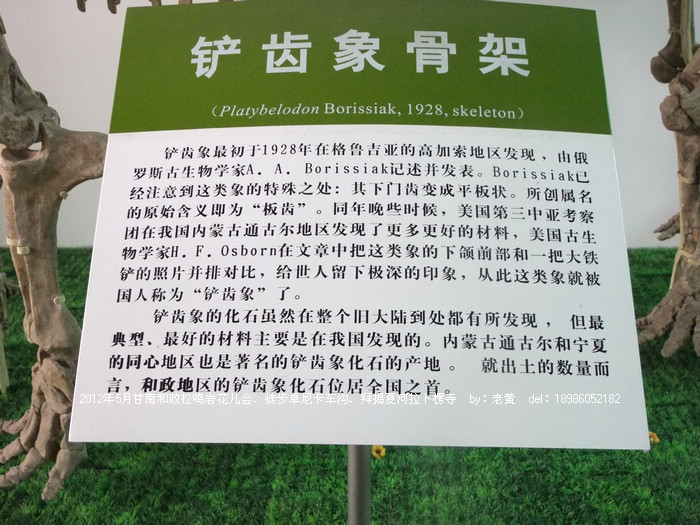 铲齿象骨架
（Platybelodon Borissiak, 1928, skeleton）
铲齿象最初于1928年在格鲁吉亚的高加索地区发现，由俄
罗斯古生物学家A. A. Borissiak记述并发表。Borissiak已
经注意到这类象的特殊之处：其下门齿变成平板状。所创属名
的原始含义即为“板齿”。同年晚些时候，美国第三中亚考察
团在我国内蒙古通古尔地区发现了更多更好的材料，美国古生
物学家H. F. Osborn在文章中把这类象的下颌前部和一把大铁
铲的照片并排对比，给世人留下极深的印象，从此这类象就被
国人称为“铲齿象”了。
铲齿象的化石虽然在整个旧大陆到处都有所发现， 但最
典型、最好的材料主要是在我国发现的。内蒙古通古尔和宁夏
的同心地区也是著名的铲齿象化石的产地。 就出土的数量而
言，和政地区的铲齿象化石位居全国之首。
2012年5月甘南和政松鸣岩花儿会、徒步卓尼卡车沟、拜揭夏河拉卜楞寺 by：老黄 del：18986052182